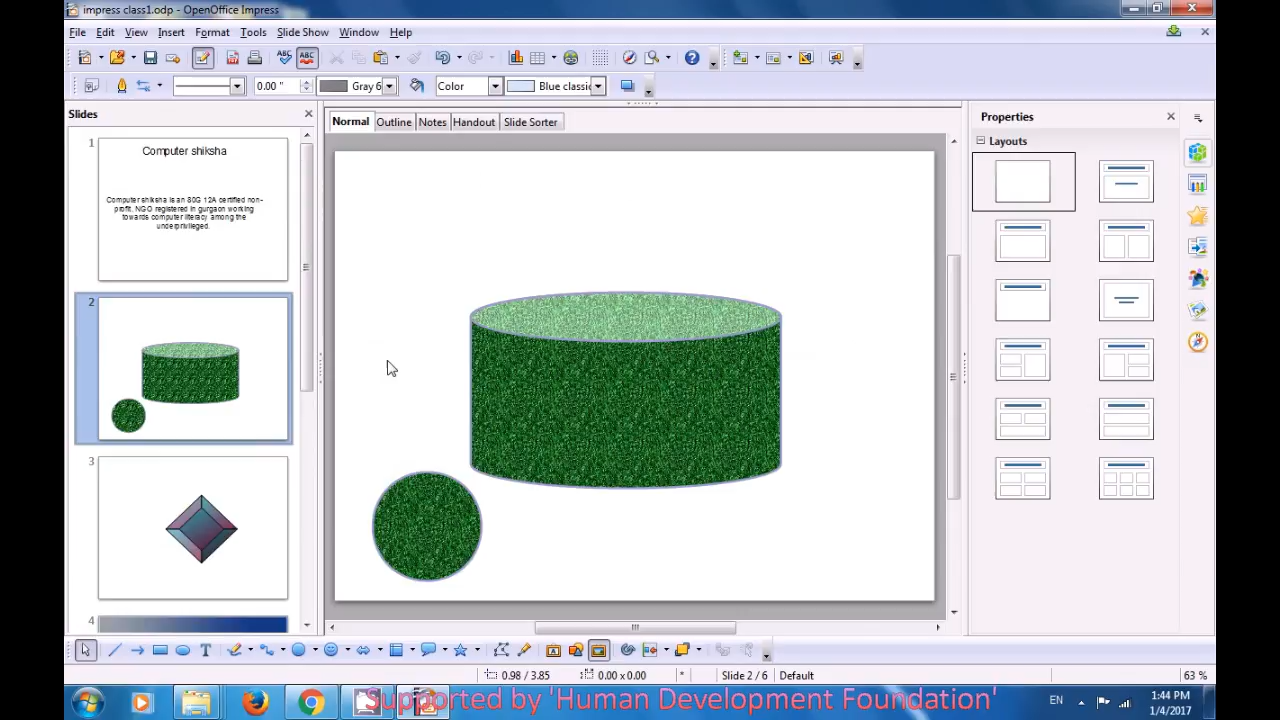 impress class1.odp - OpenOffice Impress
File Edit View Insert Format Tools Slide Show Window Help
0.00 " Gray 6 Color Blue classic
Slides
Normal Outline Notes Handout Slide Sorter
Properties
Layouts
1
Computer shiksha
Computer shiksha is an 80G 12A certified non-
profit. NGO registered in gurgaon working
towards computer literacy among the
underprivileged.
2
3
4
0.98 / 3.85 0.00 x 0.00 * Slide 2 / 6 Default 63 %
Supported by 'Human Development Foundation'
EN
1:44 PM
1/4/2017